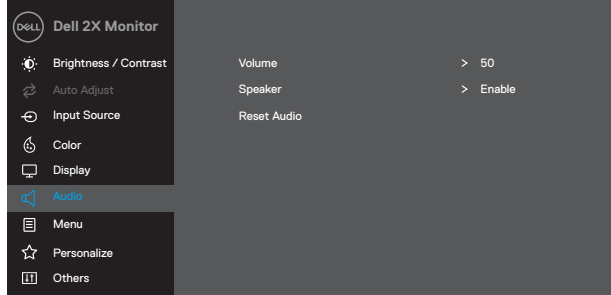 DELL Dell 2X Monitor
Brightness / Contrast Volume > 50
Auto Adjust Speaker > Enable
Input Source Reset Audio
Color
Display
Audio
Menu
Personalize
Others